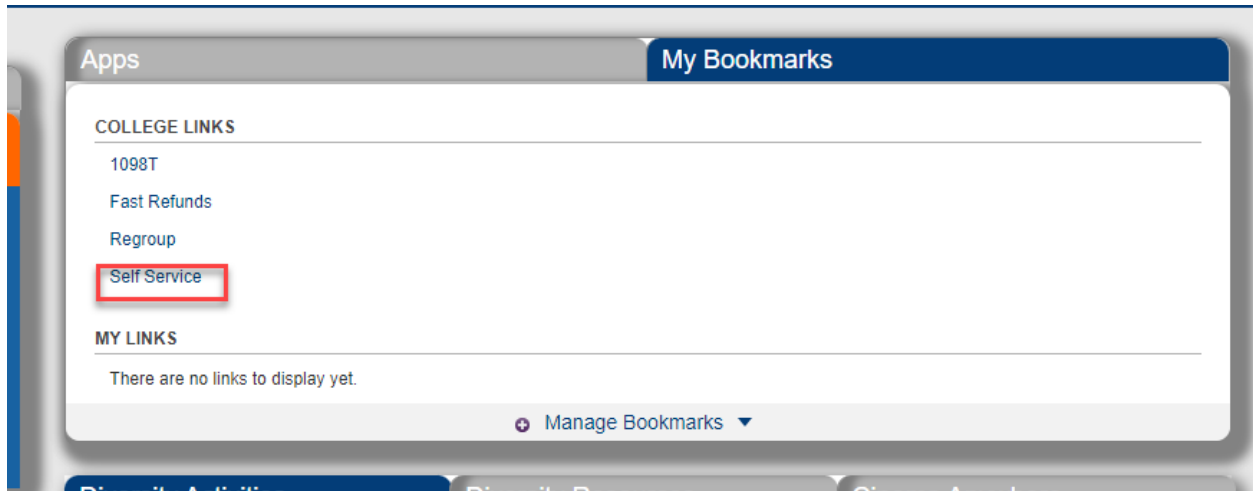 Apps
My Bookmarks
COLLEGE LINKS
1098T
Fast Refunds
Regroup
Self Service
MY LINKS
There are no links to display yet.
Manage Bookmarks